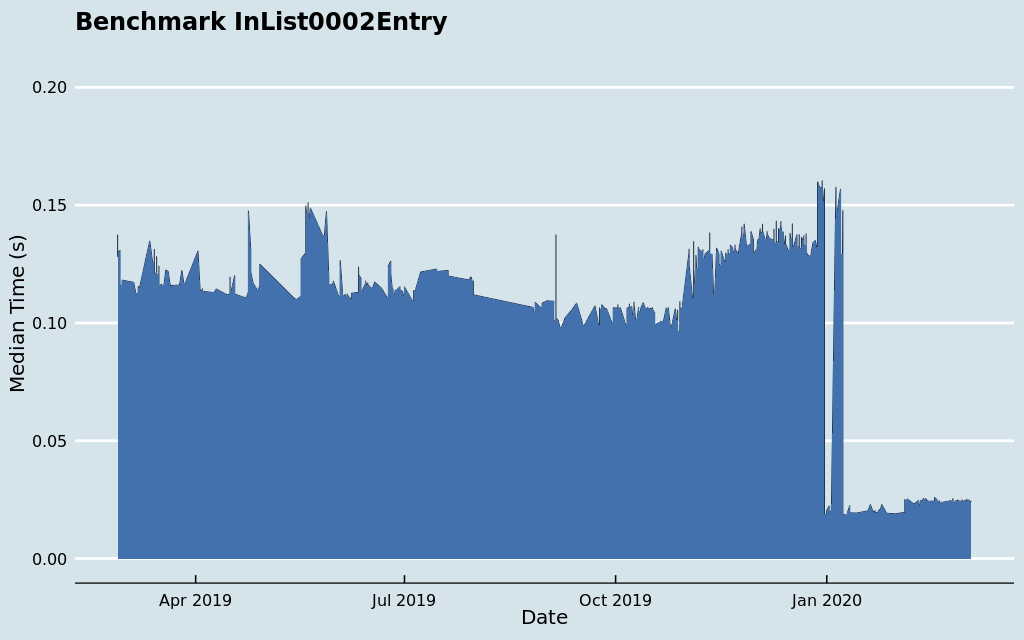 Benchmark InList0002Entry
0.20
0.15
0.10
0.05
0.00
Median Time (s)
Apr 2019
Jul 2019
Oct 2019
Jan 2020
Date